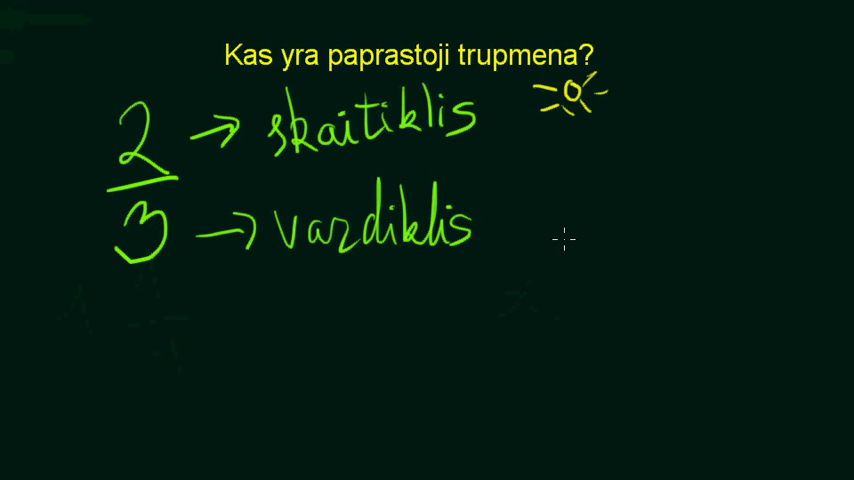 Kas yra paprastoji trupmena?
2 → skaitiklis
3 → vardiklis